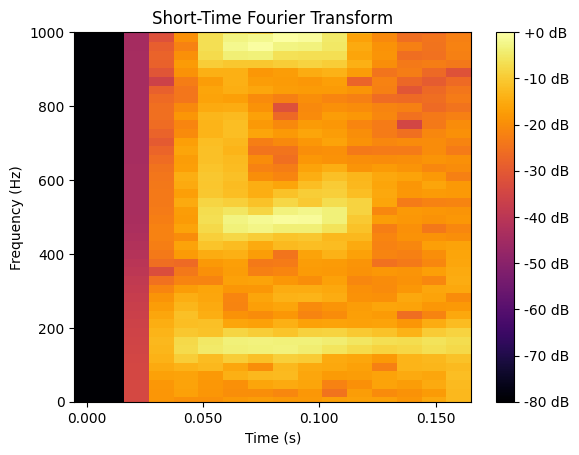 Short-Time Fourier Transform
1000
800
600
400
200
0
Frequency (Hz)
0.000
0.050
0.100
0.150
Time (s)
+0 dB
-10 dB
-20 dB
-30 dB
-40 dB
-50 dB
-60 dB
-70 dB
-80 dB